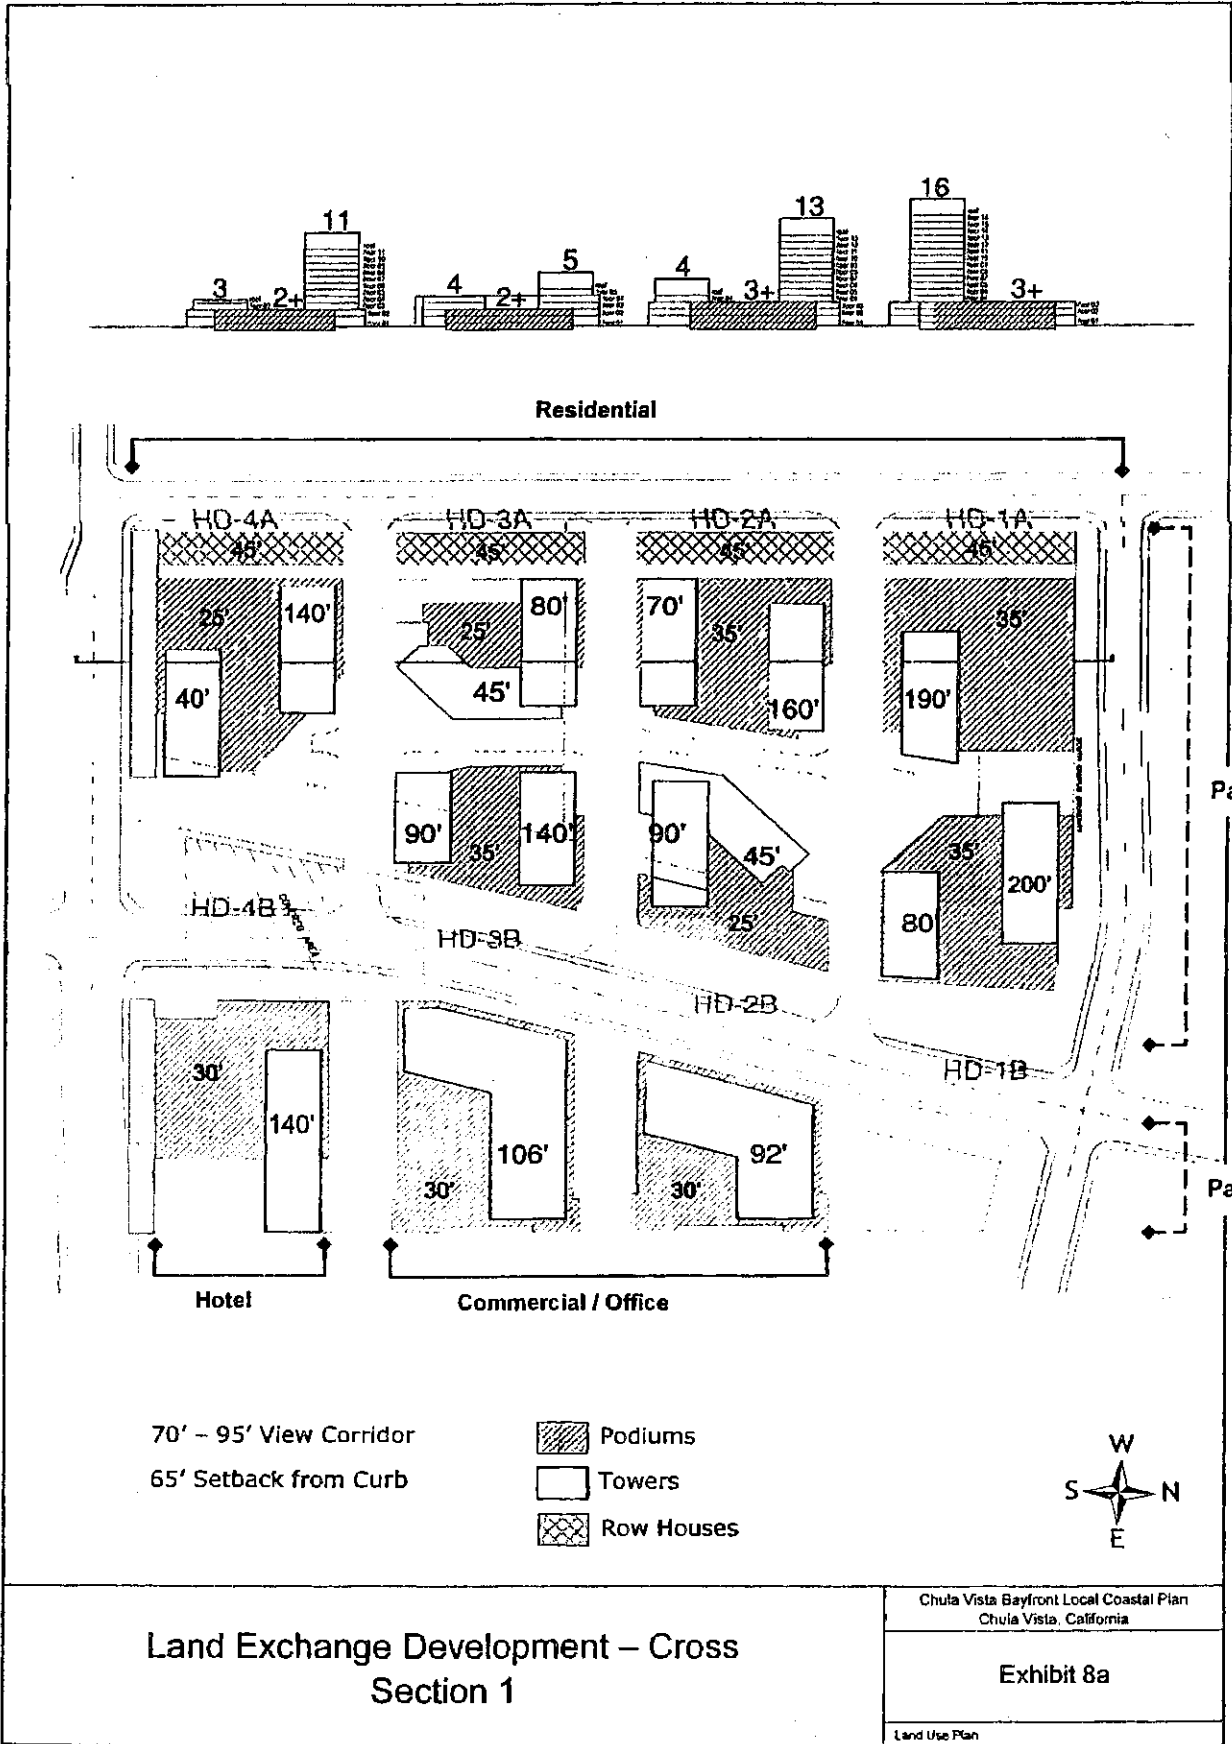 16
13
11
5
4
4
3
2+
2+
3+
3+
Residential
HD-4A
HD-3A
HD-2A
HD-1A
45'
45'
45'
45'
25'
140'
80'
25'
70'
35'
35'
40'
45'
160'
190'
90'
35'
140'
90'
45'
35'
200'
HD-4B
HD-3B
25'
80'
HD-2B
HD-1B
30'
140'
106'
92'
30'
30'
Pa
Pa
Hotel
Commercial / Office
70' – 95' View Corridor
65' Setback from Curb
Podiums
Towers
Row Houses
W
S
N
E
Land Exchange Development – Cross
Section 1
Chula Vista Bayfront Local Coastal Plan
Chula Vista, California
Exhibit 8a
Land Use Plan